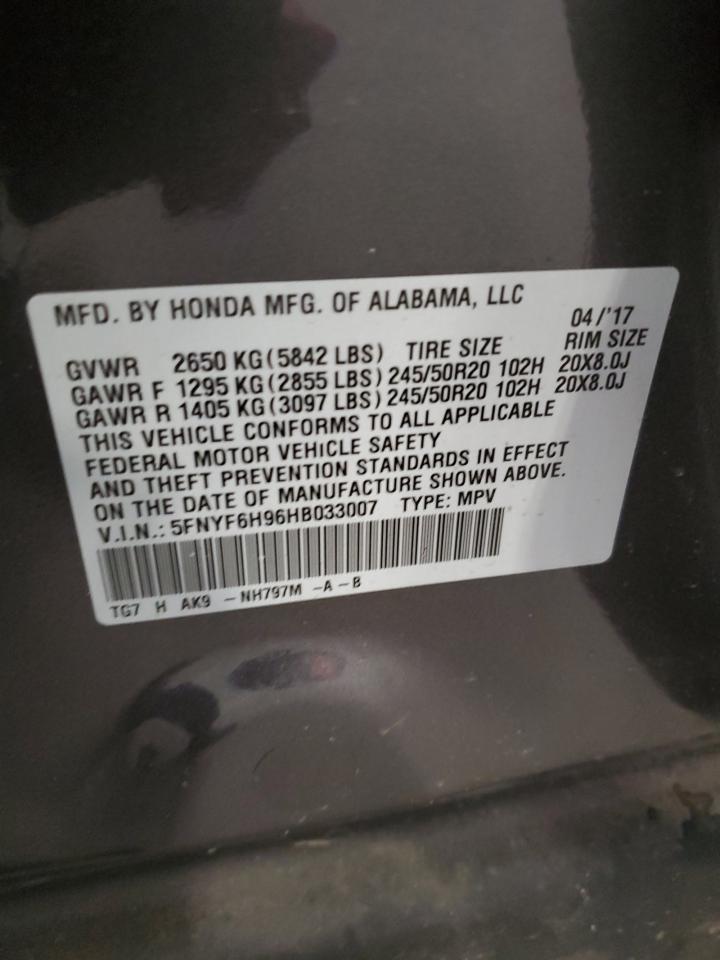 MFD. BY HONDA MFG. OF ALABAMA, LLC
04/'17
GVWR 2650 KG (5842 LBS) TIRE SIZE RIM SIZE
GAWR F 1295 KG (2855 LBS) 245/50R20 102H 20X8.0J
GAWR R 1405 KG (3097 LBS) 245/50R20 102H 20X8.0J
THIS VEHICLE CONFORMS TO ALL APPLICABLE
FEDERAL MOTOR VEHICLE SAFETY
AND THEFT PREVENTION STANDARDS IN EFFECT
ON THE DATE OF MANUFACTURE SHOWN ABOVE.
V.I.N.: 5FNYF6H96HB033007 TYPE: MPV
TG7 H AK9 - NH797M - A - B